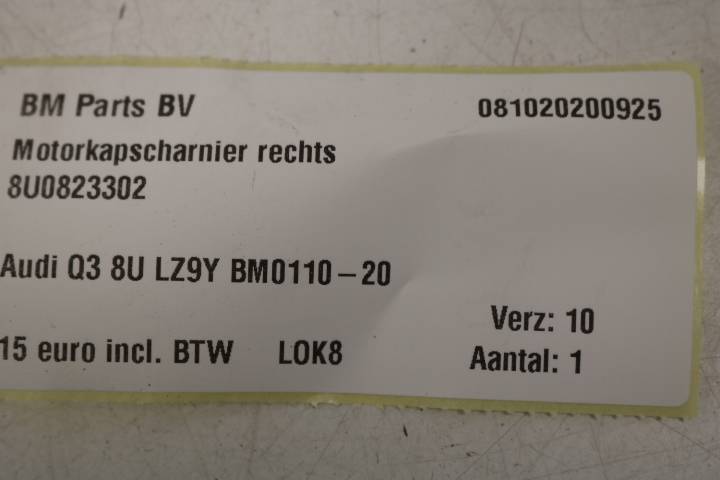 BM Parts BV 081020200925
Motorkapscharnier rechts
8U0823302
Audi Q3 8U LZ9Y BM0110-20
Verz: 10
15 euro incl. BTW LOK8 Aantal: 1